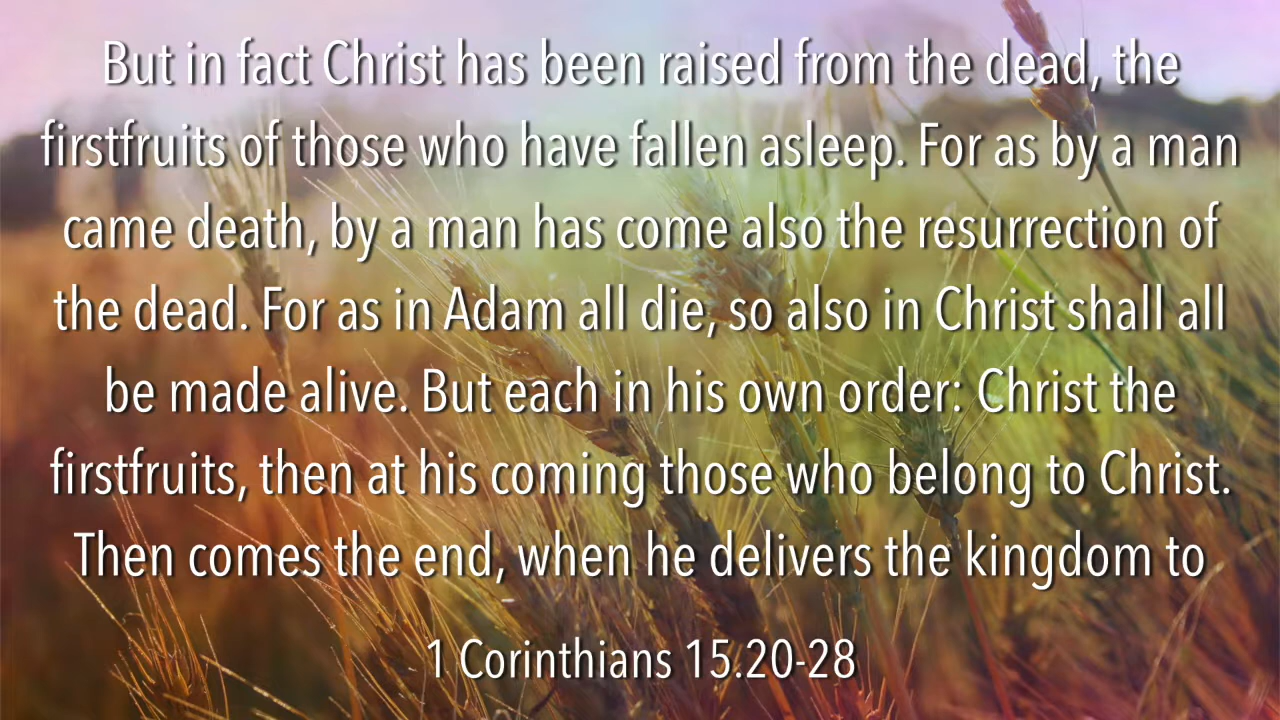 But in fact Christ has been raised from the dead, the
firstfruits of those who have fallen asleep. For as by a man
came death, by a man has come also the resurrection of
the dead. For as in Adam all die, so also in Christ shall all
be made alive. But each in his own order: Christ the
firstfruits, then at his coming those who belong to Christ.
Then comes the end, when he delivers the kingdom to
1 Corinthians 15.20-28